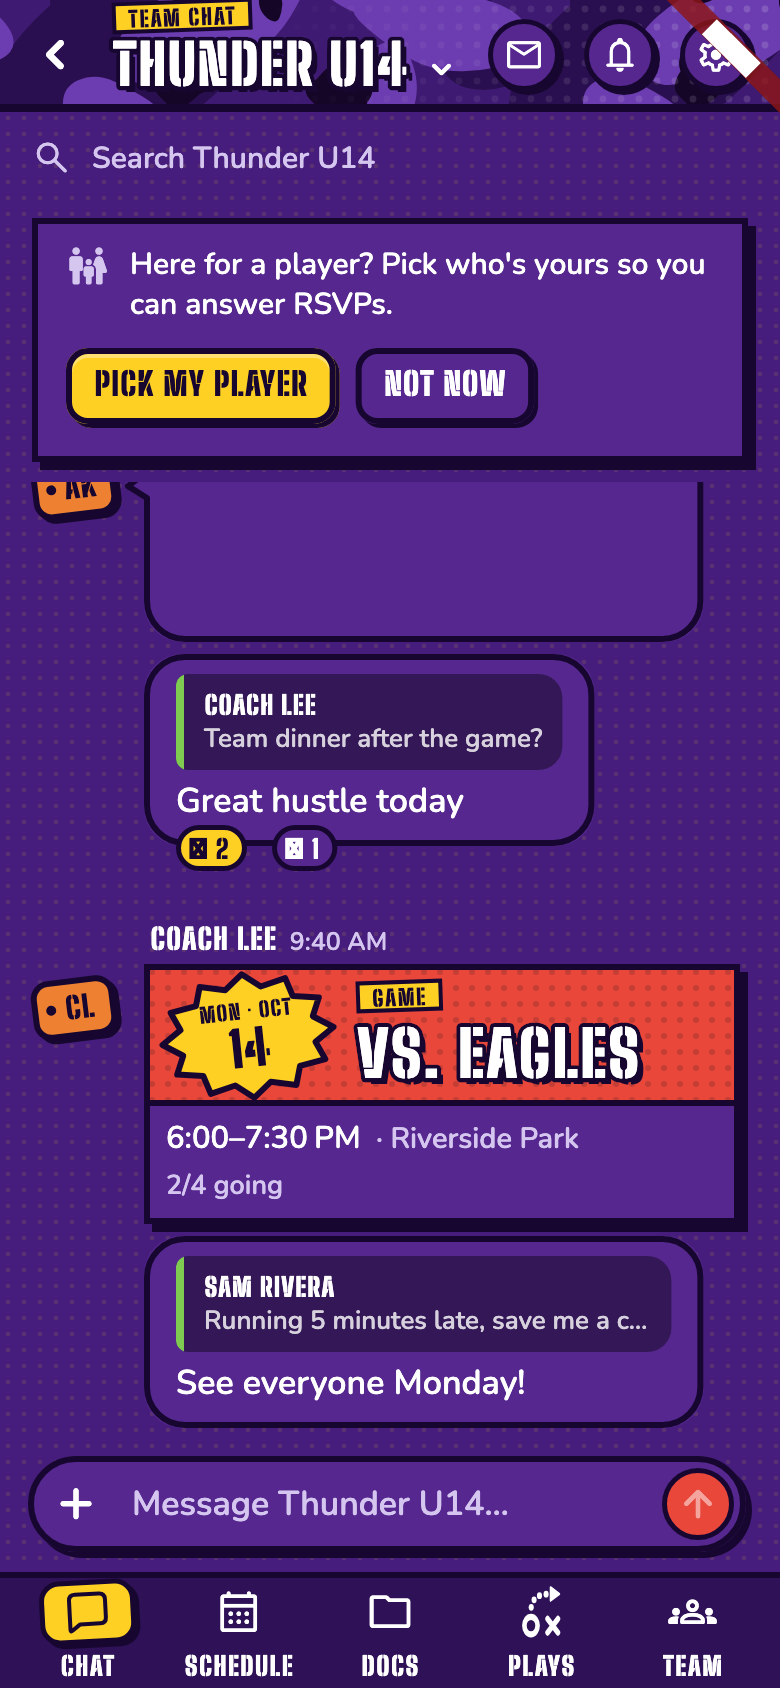 TEAM CHAT
THUNDER U14
Search Thunder U14
Here for a player? Pick who's yours so you
can answer RSVPs.
PICK MY PLAYER
NOT NOW
• AK
COACH LEE
Team dinner after the game?
Great hustle today
2
1
COACH LEE 9:40 AM
• CL
MON · OCT
14
GAME
VS. EAGLES
6:00–7:30 PM · Riverside Park
2/4 going
SAM RIVERA
Running 5 minutes late, save me a c...
See everyone Monday!
Message Thunder U14...
CHAT
SCHEDULE
DOCS
PLAYS
TEAM